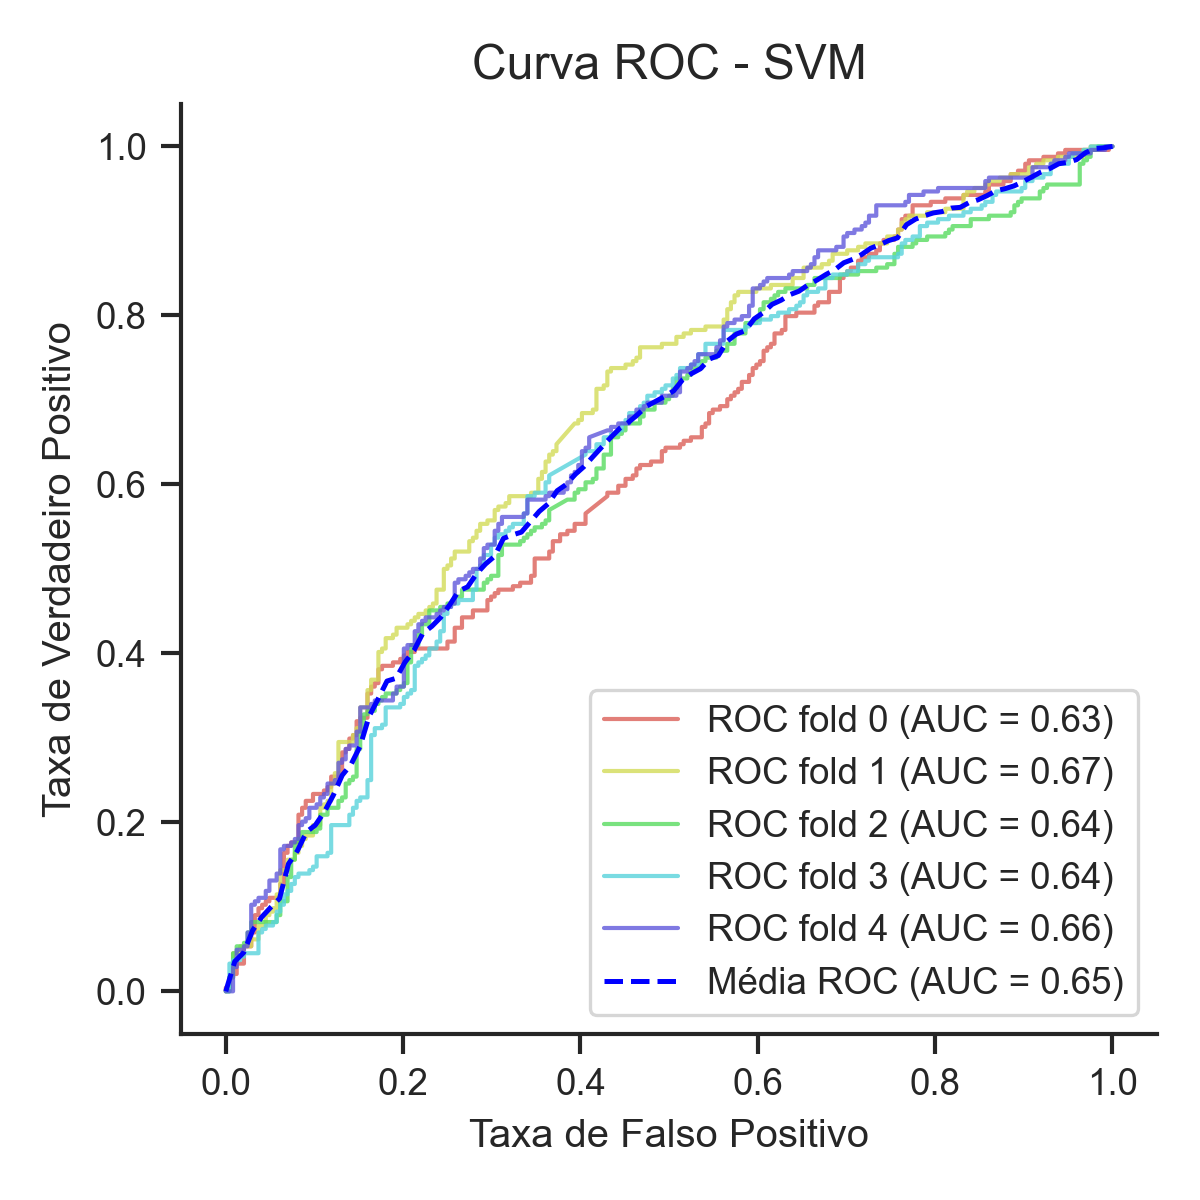 Curva ROC - SVM
Taxa de Verdadeiro Positivo
1.0
0.8
0.6
0.4
0.2
0.0
ROC fold 0 (AUC = 0.63)
ROC fold 1 (AUC = 0.67)
ROC fold 2 (AUC = 0.64)
ROC fold 3 (AUC = 0.64)
ROC fold 4 (AUC = 0.66)
Média ROC (AUC = 0.65)
0.0 0.2 0.4 0.6 0.8 1.0
Taxa de Falso Positivo